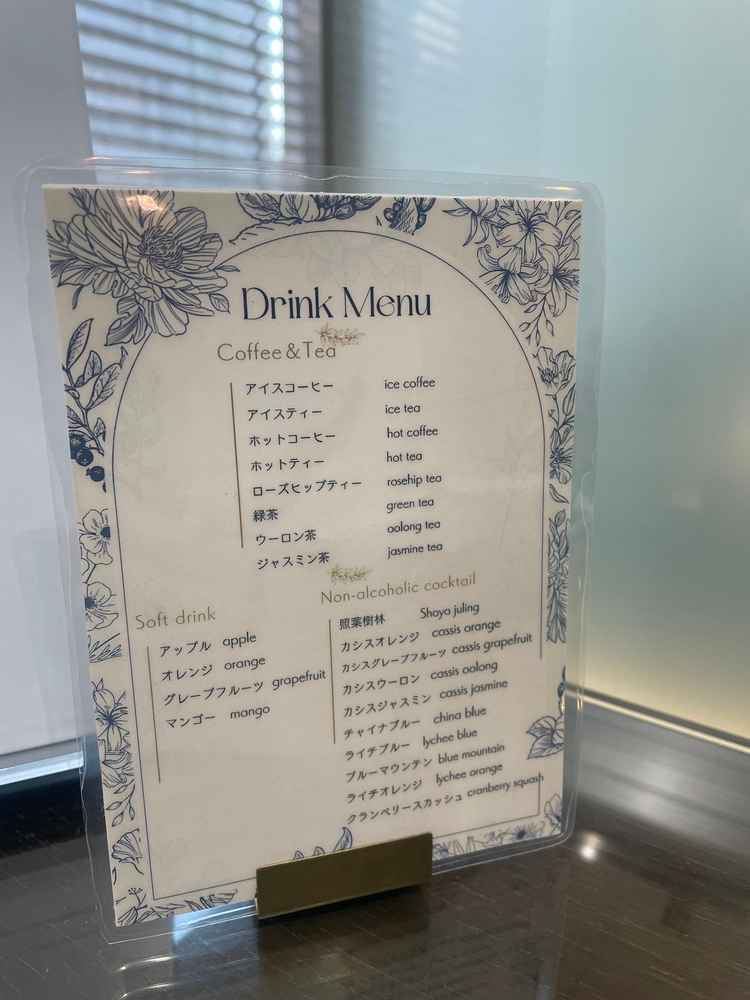 Drink Menu
Coffee & Tea
アイスコーヒー ice coffee
アイスティー ice tea
ホットコーヒー hot coffee
ホットティー hot tea
ローズヒップティー rosehip tea
緑茶 green tea
ウーロン茶 oolong tea
ジャスミン茶 jasmine tea
Soft drink
アップル apple
オレンジ orange
グレープフルーツ grapefruit
マンゴー mango
Non-alcoholic cocktail
照葉樹林 Shoyo juling
カシスオレンジ cassis orange
カシスグレープフルーツ cassis grapefruit
カシスウーロン cassis oolong
カシスジャスミン cassis jasmine
チャイナブルー china blue
ライチブルー lychee blue
ブルーマウンテン blue mountain
ライチオレンジ lychee orange
クランベリースカッシュ cranberry squash